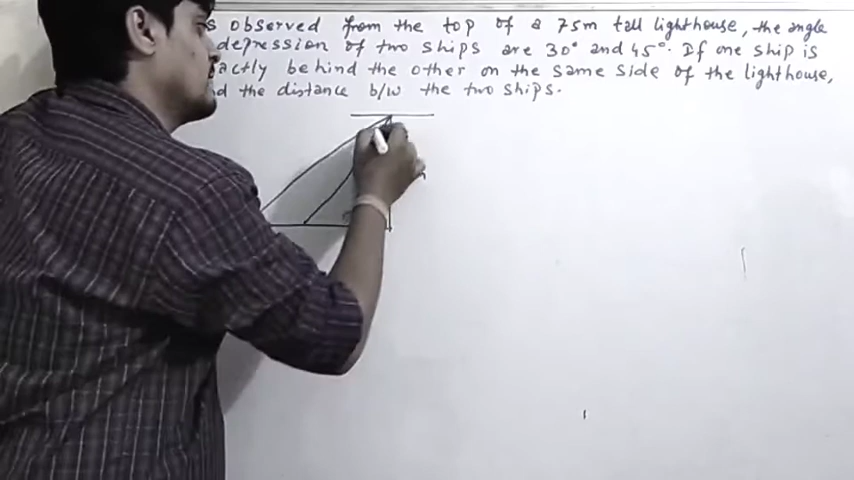 s observed from the top of a 75m tall lighthouse, the angle
depression of two ships are 30° and 45°. If one ship is
actly behind the other on the same side of the lighthouse,
d the distance b/w the two ships.